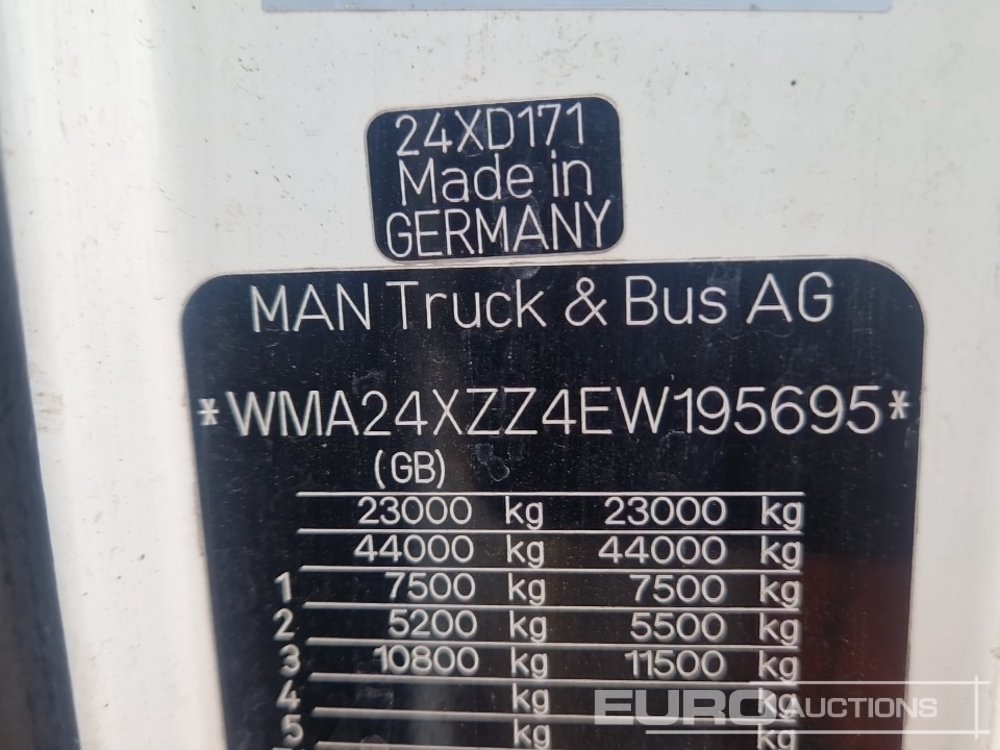 24XD171
Made in
GERMANY
MAN Truck & Bus AG
*WMA24XZZ4EW195695*
(GB)
23000 kg 23000 kg
44000 kg 44000 kg
1 7500 kg 7500 kg
2 5200 kg 5500 kg
3 10800 kg 11500 kg
4 kg kg
5 kg kg
EURO AUCTIONS